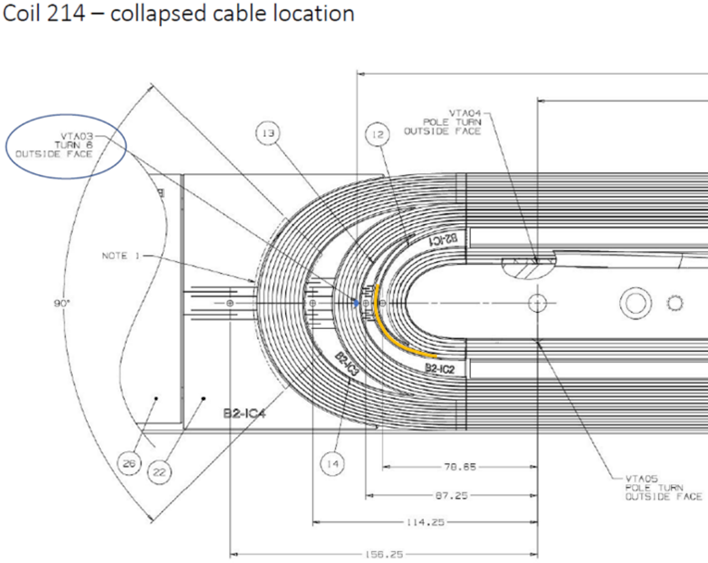 Coil 214 – collapsed cable location
VTA03
TURN 6
OUTSIDE FACE
VTA04
POLE TURN
OUTSIDE FACE
13
12
B2-IC1
NOTE 1
90°
B2-IC2
B2-IC3
B2-IC4
26
22
14
78.65
87.25
114.25
156.25
VTA05
POLE TURN
OUTSIDE FACE